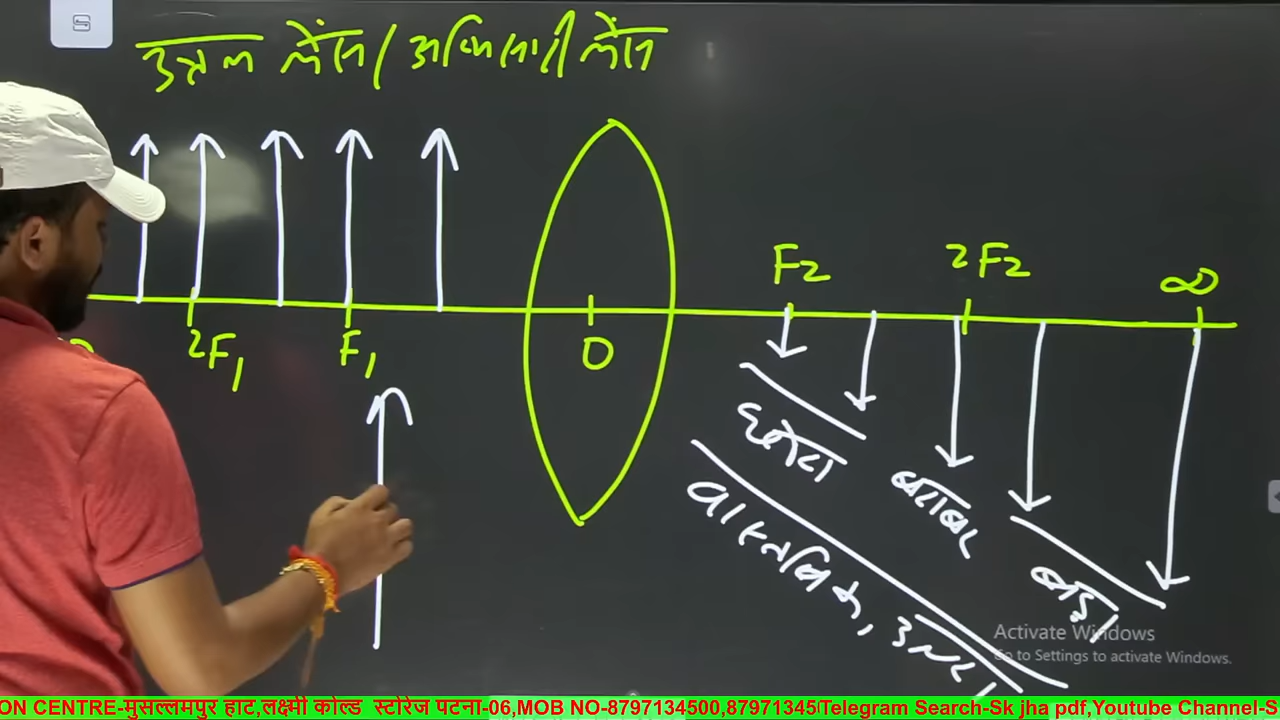 उत्तल लेंस / अभिसारी लेंस
F2 2F2 ∞
2F1 F1 O
छोटा
बराबर
बड़ा
वास्तविक, उल्टा
Activate Windows
Go to Settings to activate Windows.
ON CENTRE-मुसल्लमपुर हाट,लक्ष्मी कोल्ड स्टोरेज पटना-06,MOB NO-8797134500,87971345 Telegram Search-Sk jha pdf,Youtube Channel-S